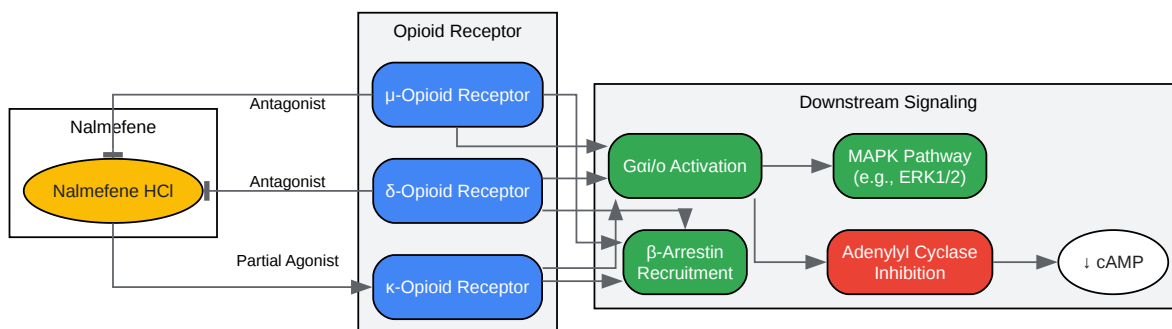 Opioid Receptor
μ-Opioid Receptor
Antagonist
Downstream Signaling
Nalmefene
Gαi/o Activation
MAPK Pathway
(e.g., ERK1/2)
Nalmefene HCl
Antagonist
δ-Opioid Receptor
Partial Agonist
κ-Opioid Receptor
β-Arrestin
Recruitment
Adenylyl Cyclase
Inhibition
↓ cAMP